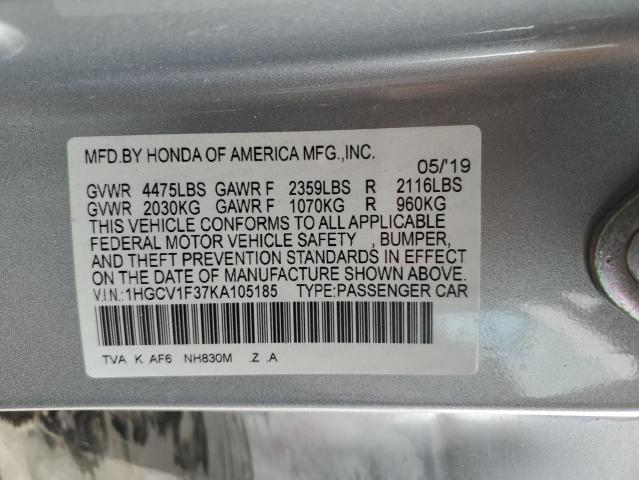 MFD.BY HONDA OF AMERICA MFG.,INC.
05/'19
GVWR 4475LBS GAWR F 2359LBS R 2116LBS
GVWR 2030KG GAWR F 1070KG R 960KG
THIS VEHICLE CONFORMS TO ALL APPLICABLE
FEDERAL MOTOR VEHICLE SAFETY , BUMPER,
AND THEFT PREVENTION STANDARDS IN EFFECT
ON THE DATE OF MANUFACTURE SHOWN ABOVE.
V.I.N.:1HGCV1F37KA105185 TYPE:PASSENGER CAR
TVA K AF6 NH830M .Z .A